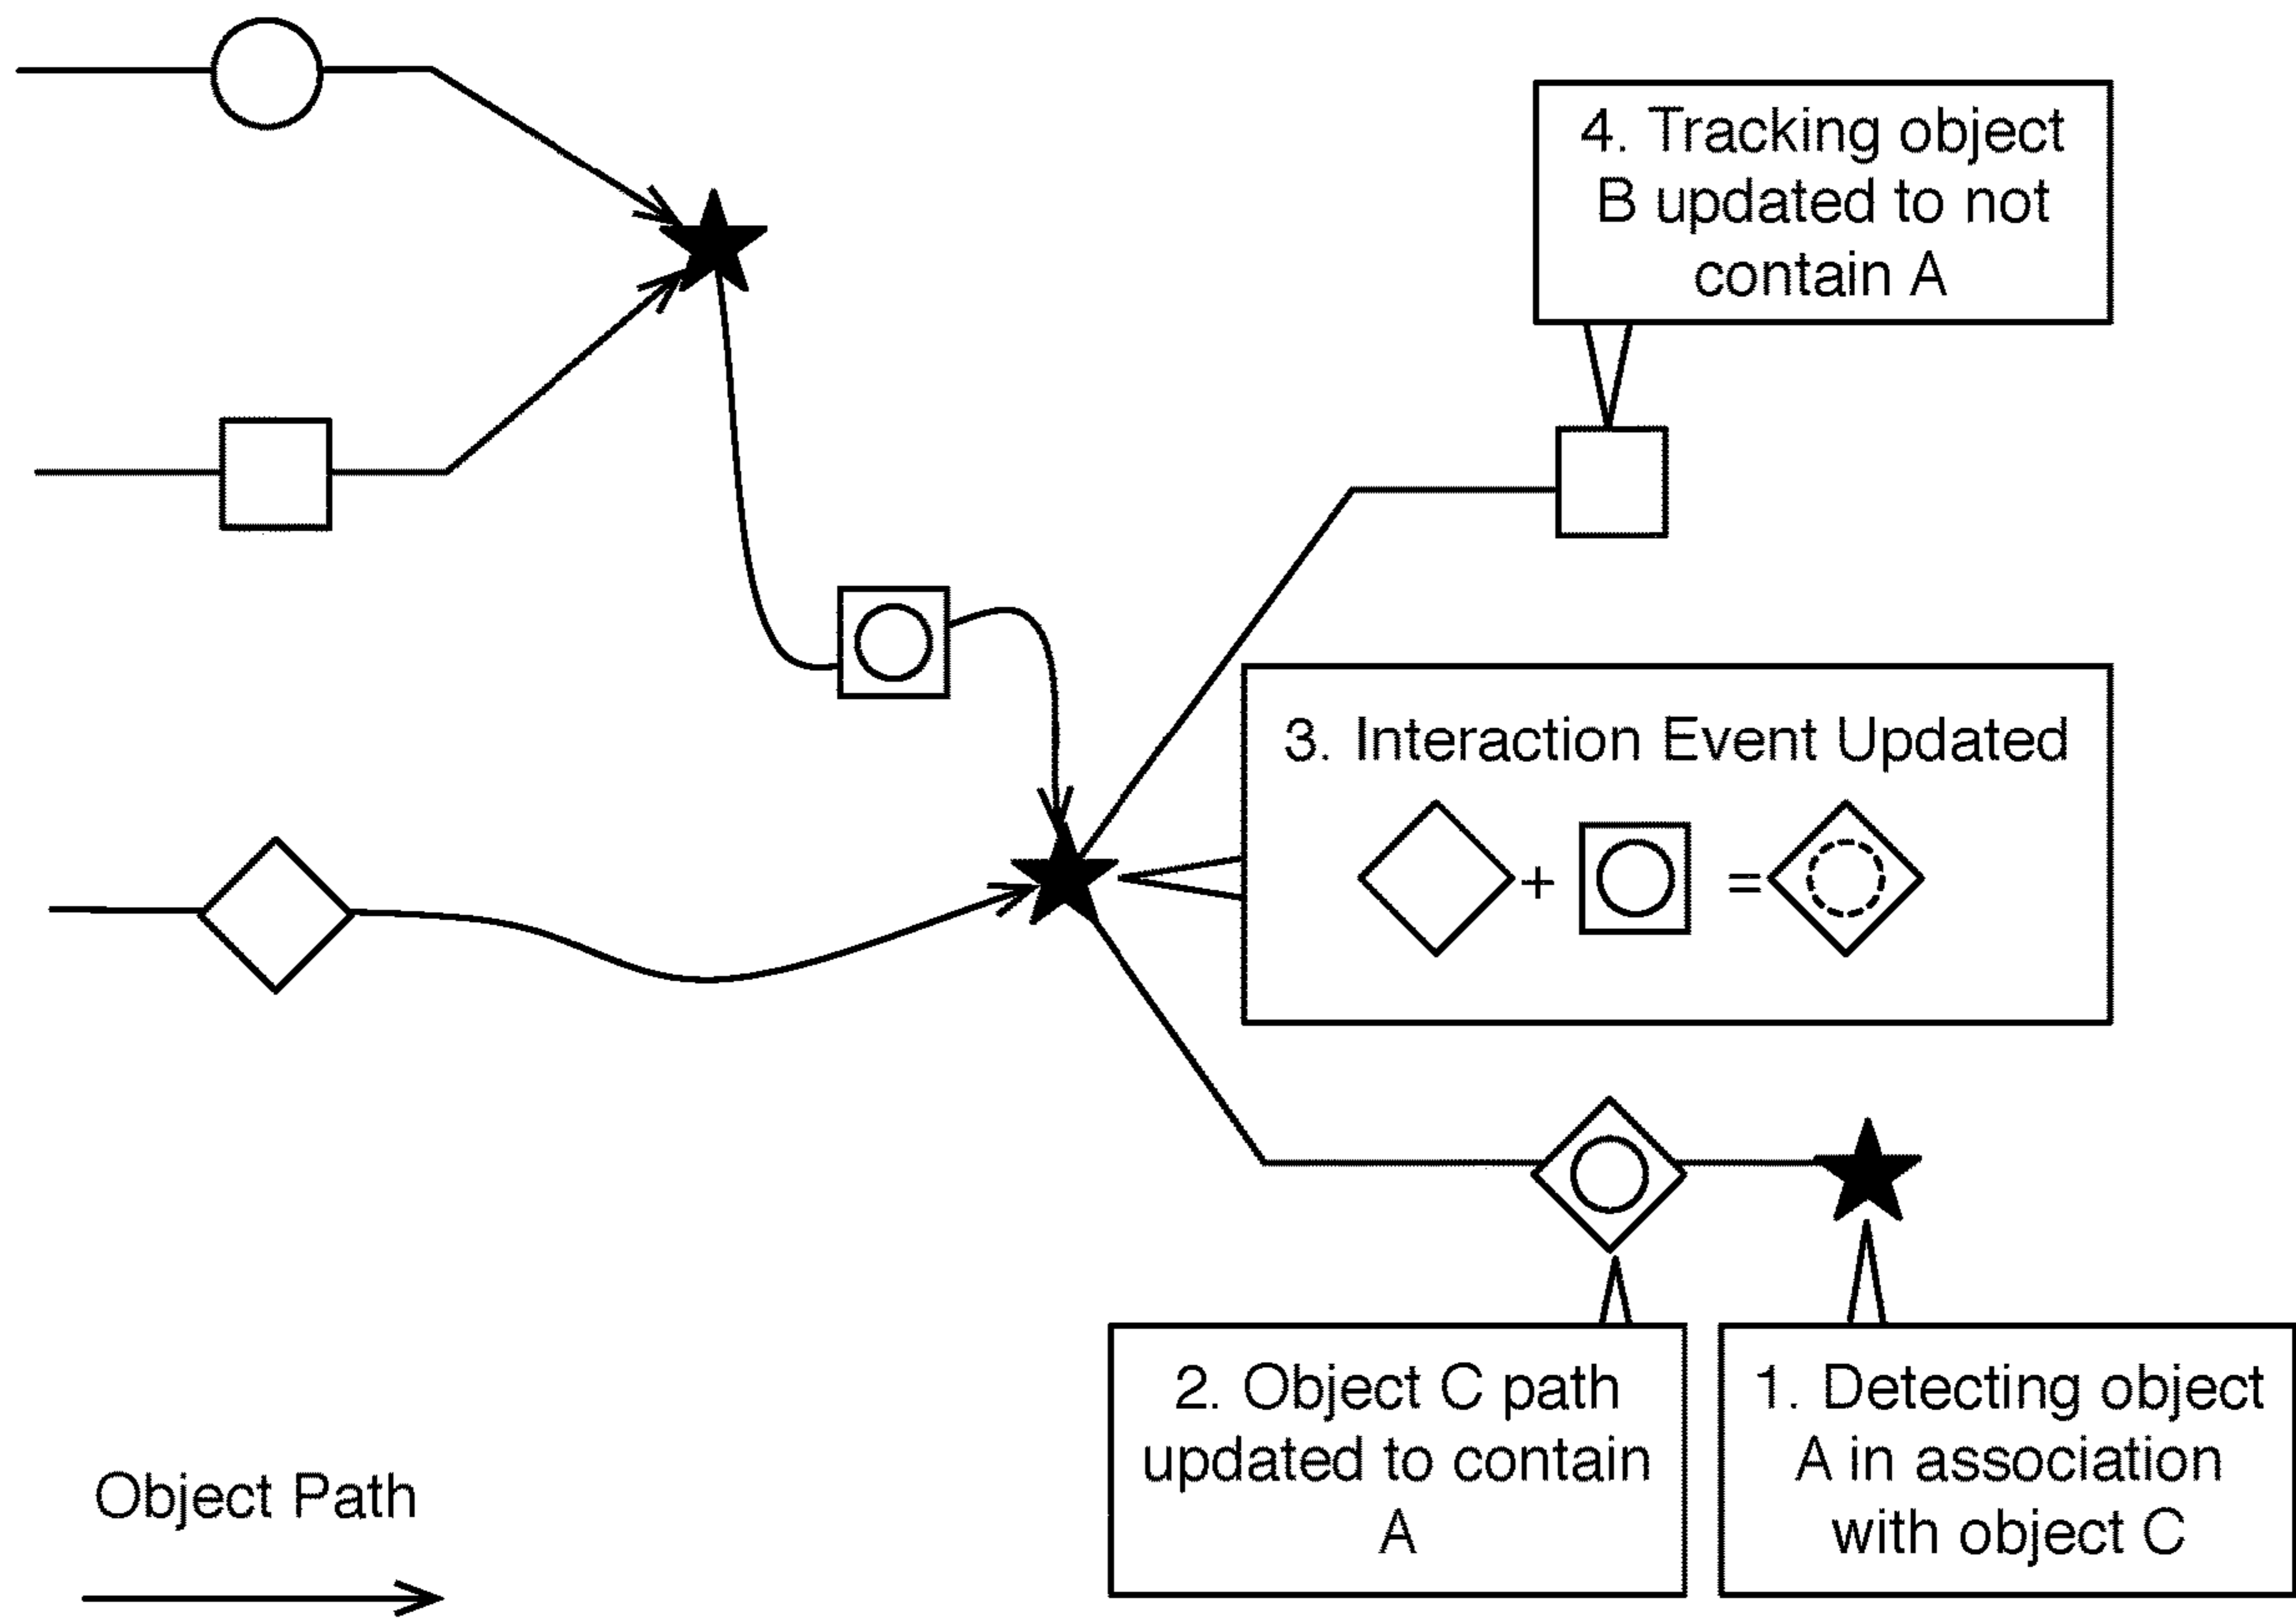 4. Tracking object
B updated to not
contain A
3. Interaction Event Updated
+
=
2. Object C path
updated to contain
A
1. Detecting object
A in association
with object C
Object Path